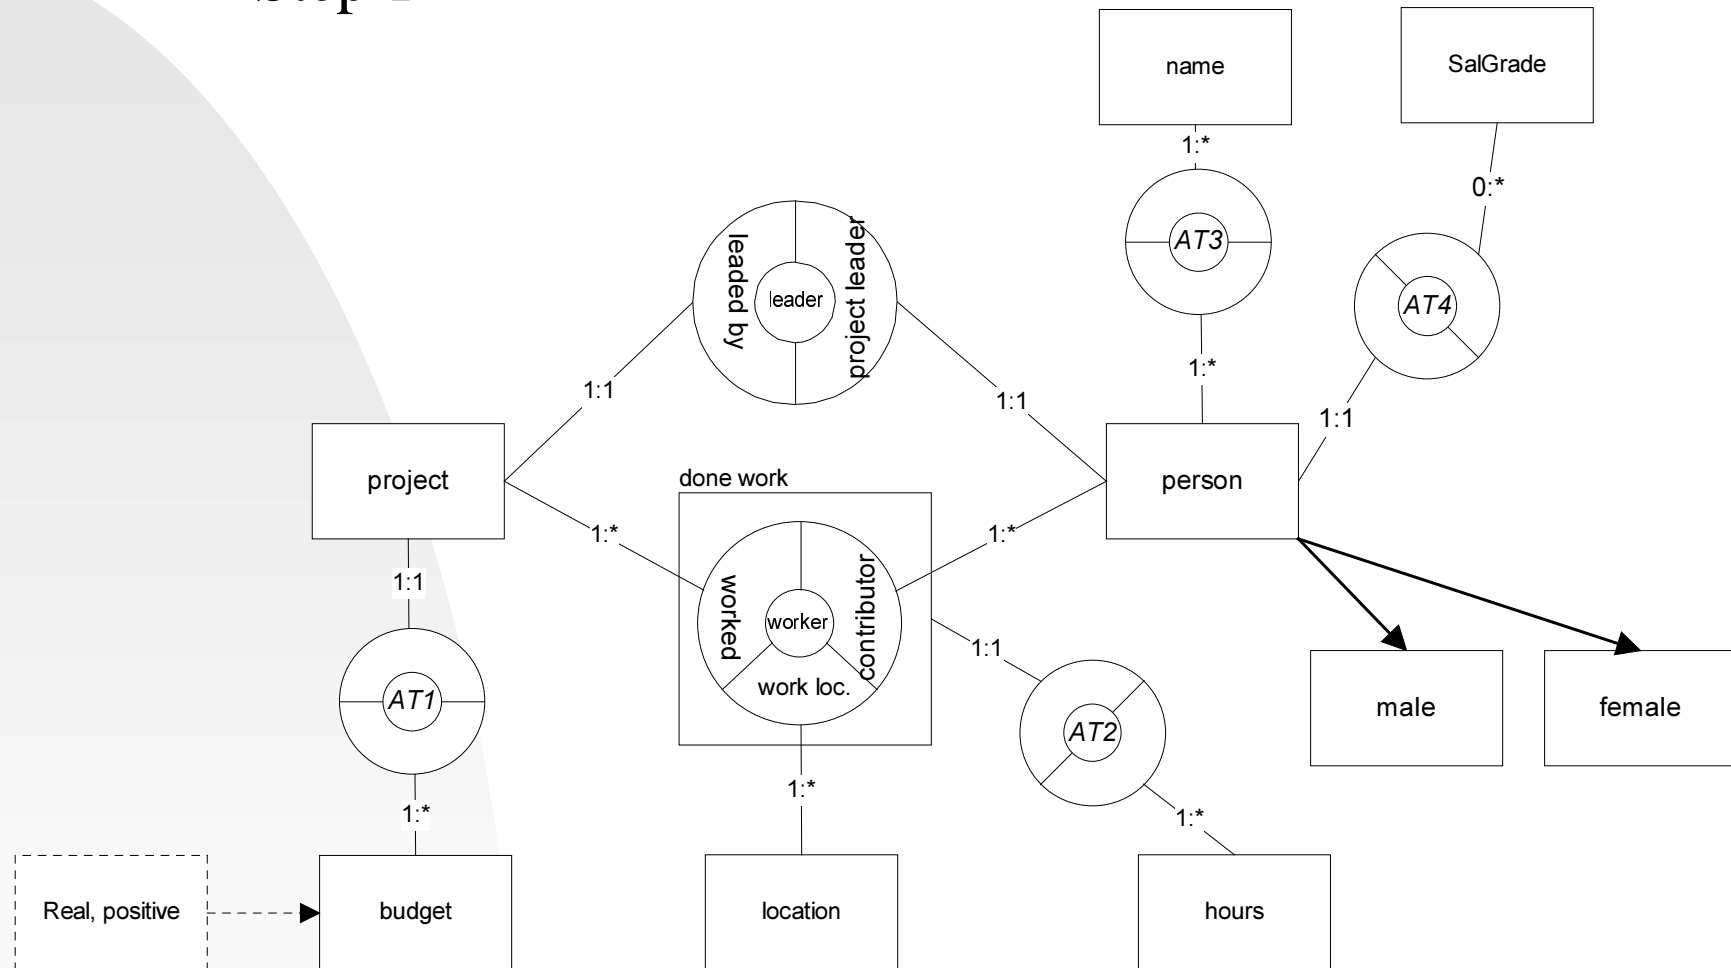 name
SalGrade
1:*
0:*
AT3
leaded by
leader
project leader
AT4
1:*
1:1
1:1
1:1
project
done work
person
1:*
1:*
1:1
worked
worker
contributor
work loc.
1:1
AT1
AT2
male
female
1:*
1:*
1:*
Real, positive
budget
location
hours